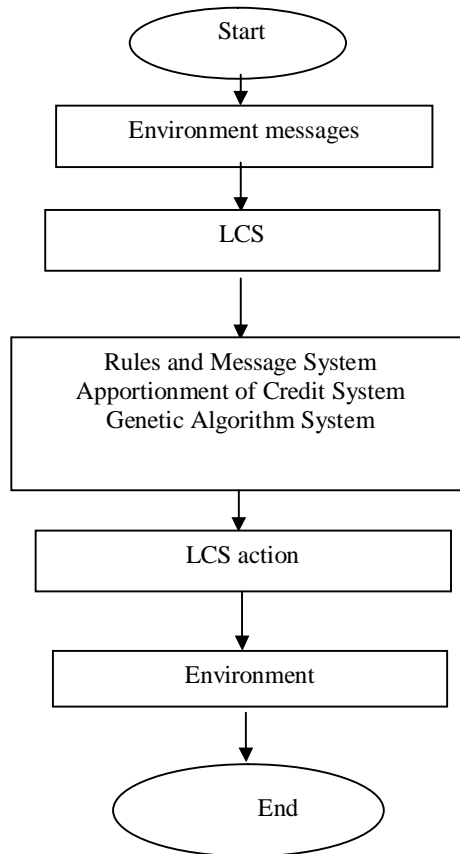 Start
Environment messages
LCS
Rules and Message System
Apportionment of Credit System
Genetic Algorithm System
LCS action
Environment
End